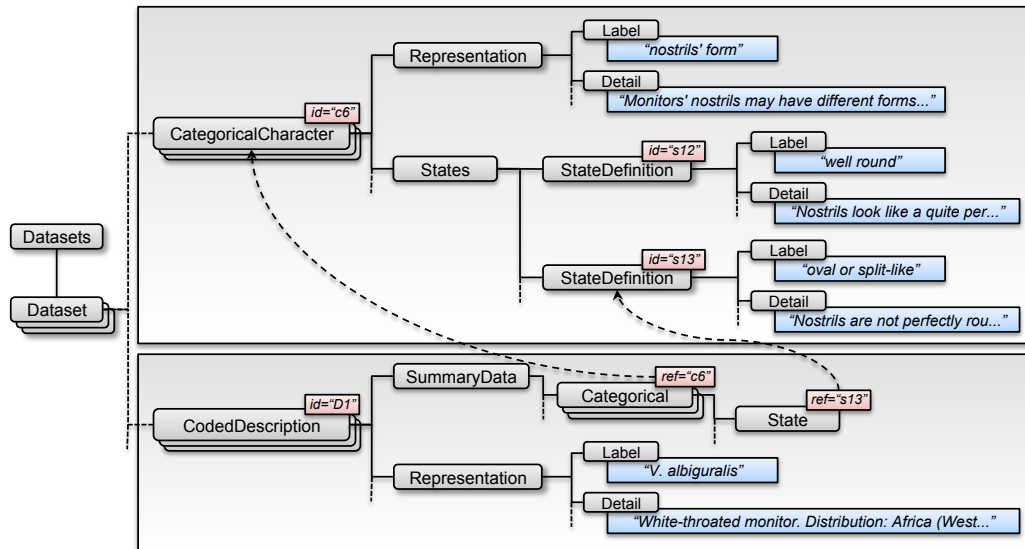 Datasets
Dataset
id="c6"
CategoricalCharacter
Representation
Label
"nostrils' form"
Detail
"Monitors' nostrils may have different forms..."
States
id="s12"
StateDefinition
Label
"well round"
Detail
"Nostrils look like a quite per..."
id="s13"
StateDefinition
Label
"oval or split-like"
Detail
"Nostrils are not perfectly rou..."
id="D1"
CodedDescription
SummaryData
ref="c6"
Categorical
ref="s13"
State
Representation
Label
"V. albiguralis"
Detail
"White-throated monitor. Distribution: Africa (West..."